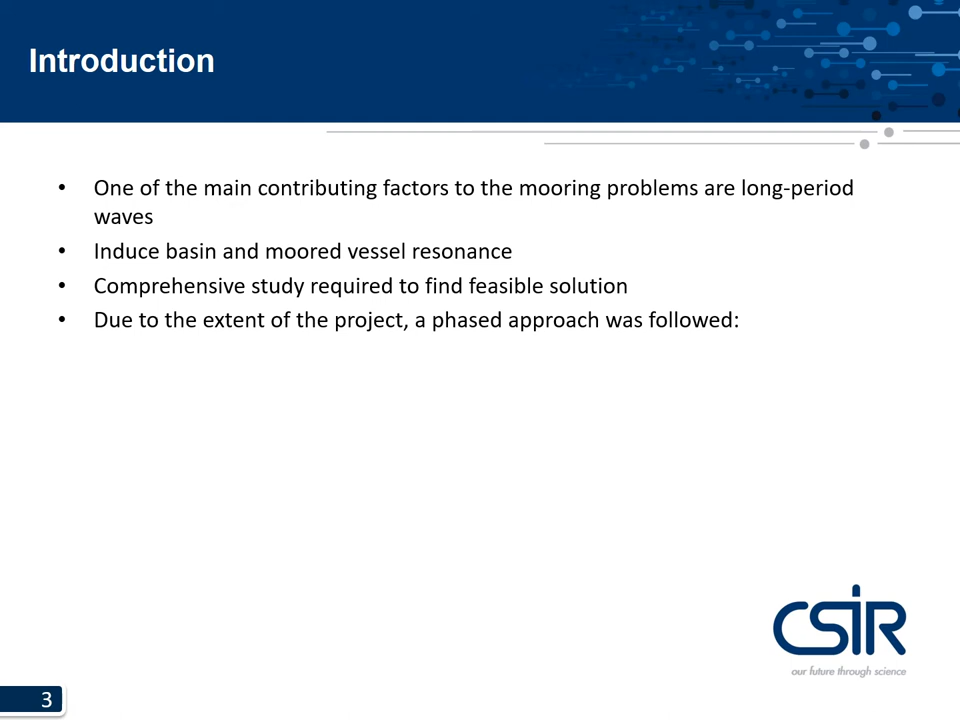 Introduction
• One of the main contributing factors to the mooring problems are long-period
waves
• Induce basin and moored vessel resonance
• Comprehensive study required to find feasible solution
• Due to the extent of the project, a phased approach was followed:
CSIR
our future through science
3